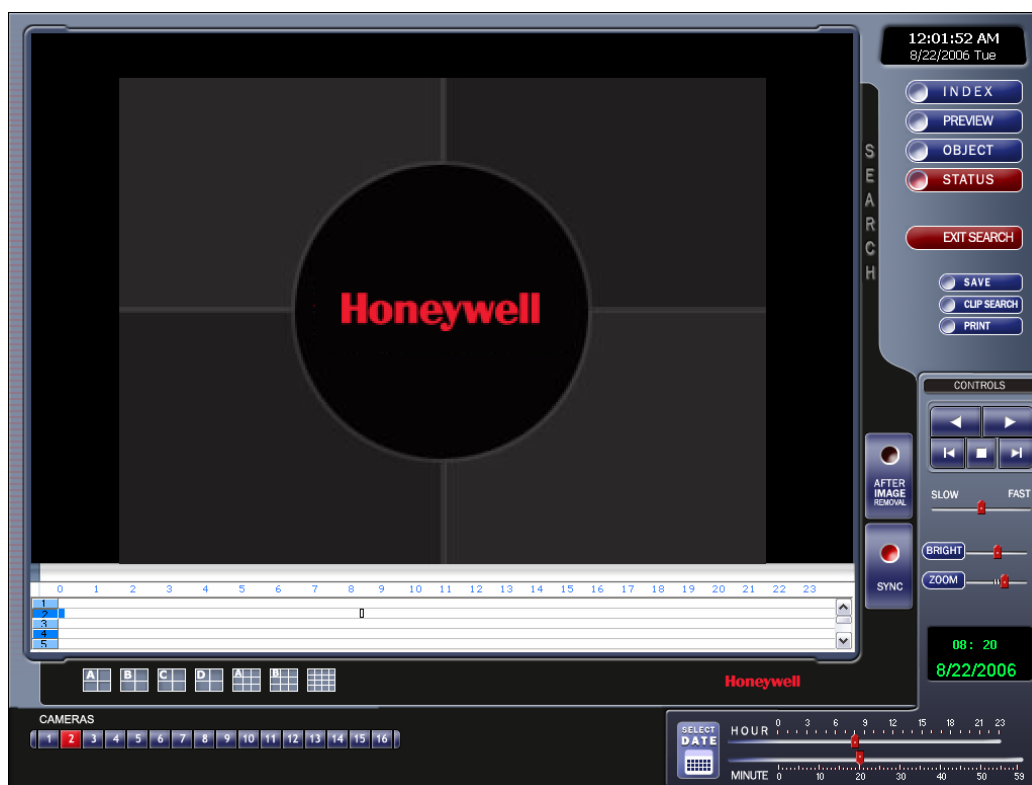 12:01:52 AM
8/22/2006 Tue
INDEX
PREVIEW
OBJECT
STATUS
SEARCH
EXIT SEARCH
SAVE
CLIP SEARCH
PRINT
Honeywell
CONTROLS
AFTER
IMAGE
REMOVAL
SLOW FAST
BRIGHT
ZOOM
SYNC
0 1 2 3 4 5 6 7 8 9 10 11 12 13 14 15 16 17 18 19 20 21 22 23
1
2
3
4
5
08: 20
8/22/2006
A B C D A B
Honeywell
CAMERAS
1 2 3 4 5 6 7 8 9 10 11 12 13 14 15 16
SELECT
DATE
HOUR 0 3 6 9 12 15 18 21 23
MINUTE 0 10 20 30 40 50 59